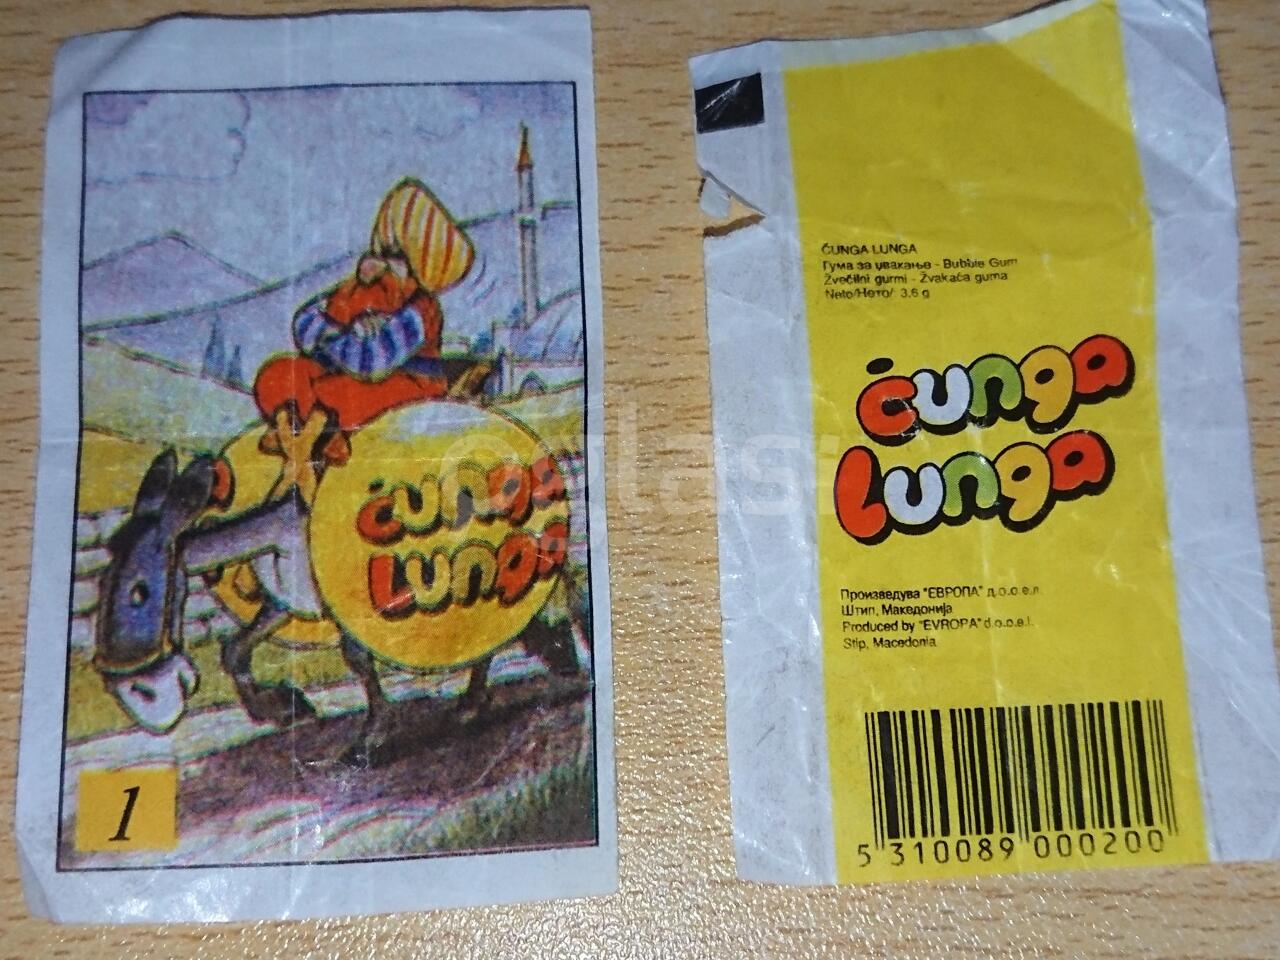 čunga
Lunga
1
ČUNGA LUNGA
Гума за џвакање - Bubble Gum
Žvečilni gumi - Žvakaća guma
Neto/Нето/ 3,6 g
čunga
Lunga
Произведува "ЕВРОПА" д.о.о.е.л.
Штип, Македонија
Produced by "EVROPA" d.o.o.e.l.
Stip, Macedonia
5 310089 000200
oglasi